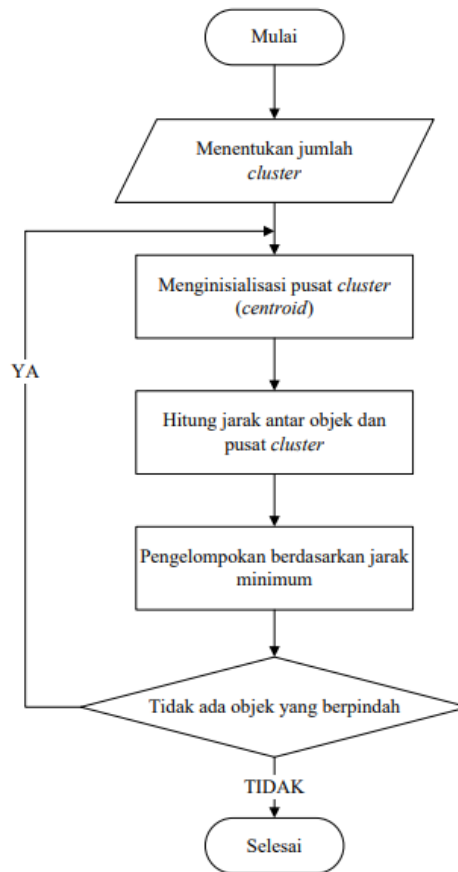 Mulai
Menentukan jumlah
cluster
Menginisialisasi pusat cluster
(centroid)
YA
Hitung jarak antar objek dan
pusat cluster
Pengelompokan berdasarkan jarak
minimum
Tidak ada objek yang berpindah
TIDAK
Selesai